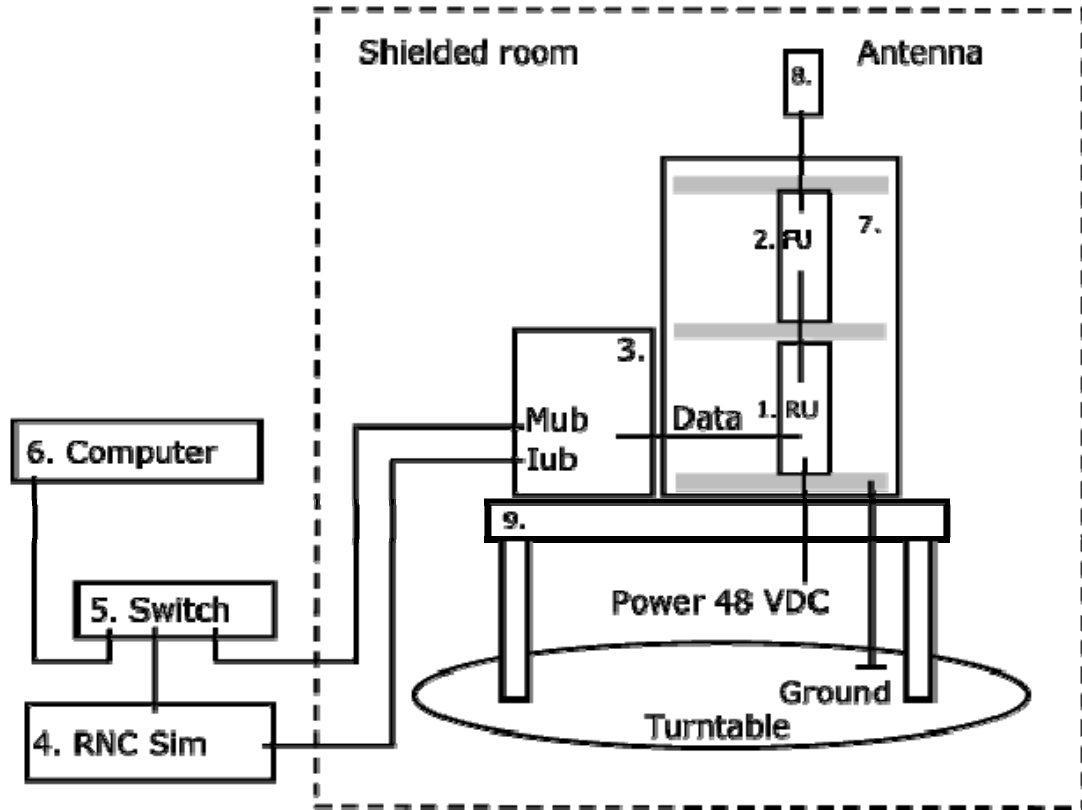 Shielded room
Antenna
8.
7.
2. FU
3.
1. RU
Data
Mub
Iub
6. Computer
9.
5. Switch
Power 48 VDC
Ground
4. RNC Sim
Turntable